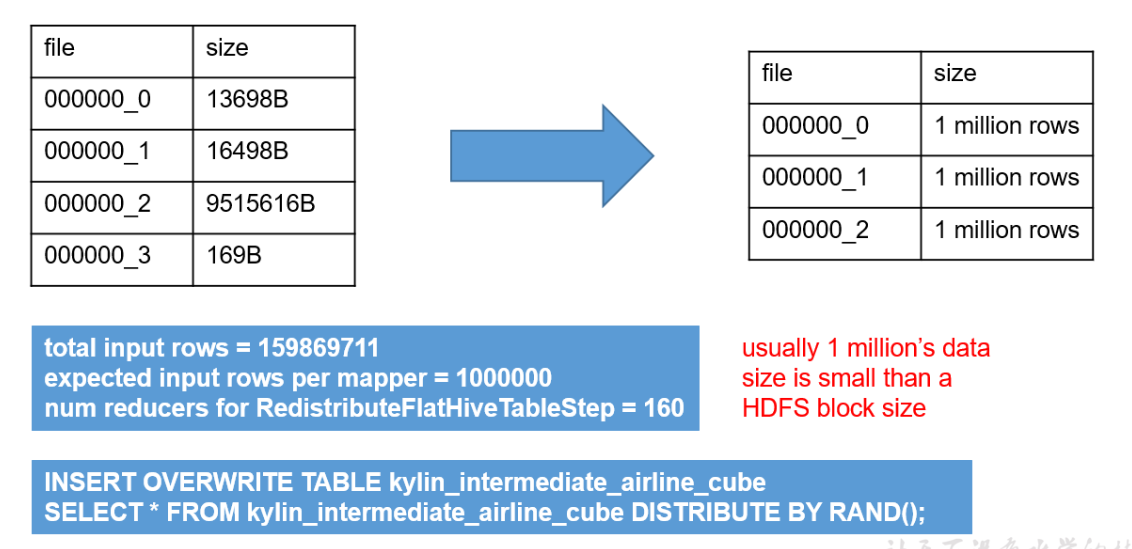 file size
000000_0 13698B
000000_1 16498B
000000_2 9515616B
000000_3 169B
file size
000000_0 1 million rows
000000_1 1 million rows
000000_2 1 million rows
total input rows = 159869711
expected input rows per mapper = 1000000
num reducers for RedistributeFlatHiveTableStep = 160
usually 1 million's data
size is small than a
HDFS block size
INSERT OVERWRITE TABLE kylin_intermediate_airline_cube
SELECT * FROM kylin_intermediate_airline_cube DISTRIBUTE BY RAND();